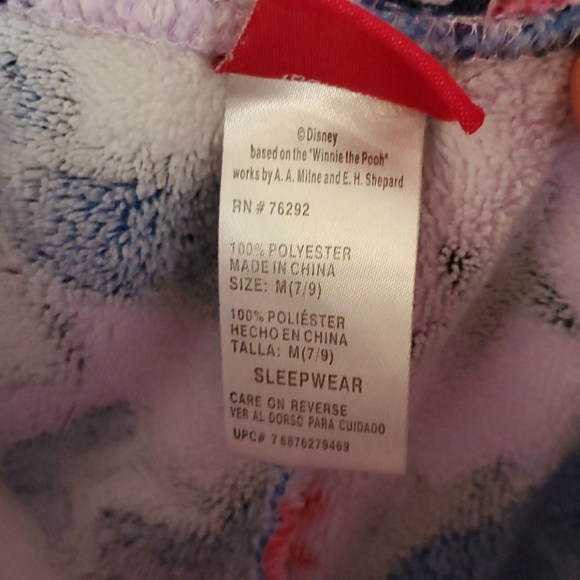 ©Disney
based on the "Winnie the Pooh"
works by A. A. Milne and E. H. Shepard
RN # 76292
100% POLYESTER
MADE IN CHINA
SIZE: M(7/9)
100% POLIÉSTER
HECHO EN CHINA
TALLA: M(7/9)
SLEEPWEAR
CARE ON REVERSE
VER AL DORSO PARA CUIDADO
UPC# 7 6876279469